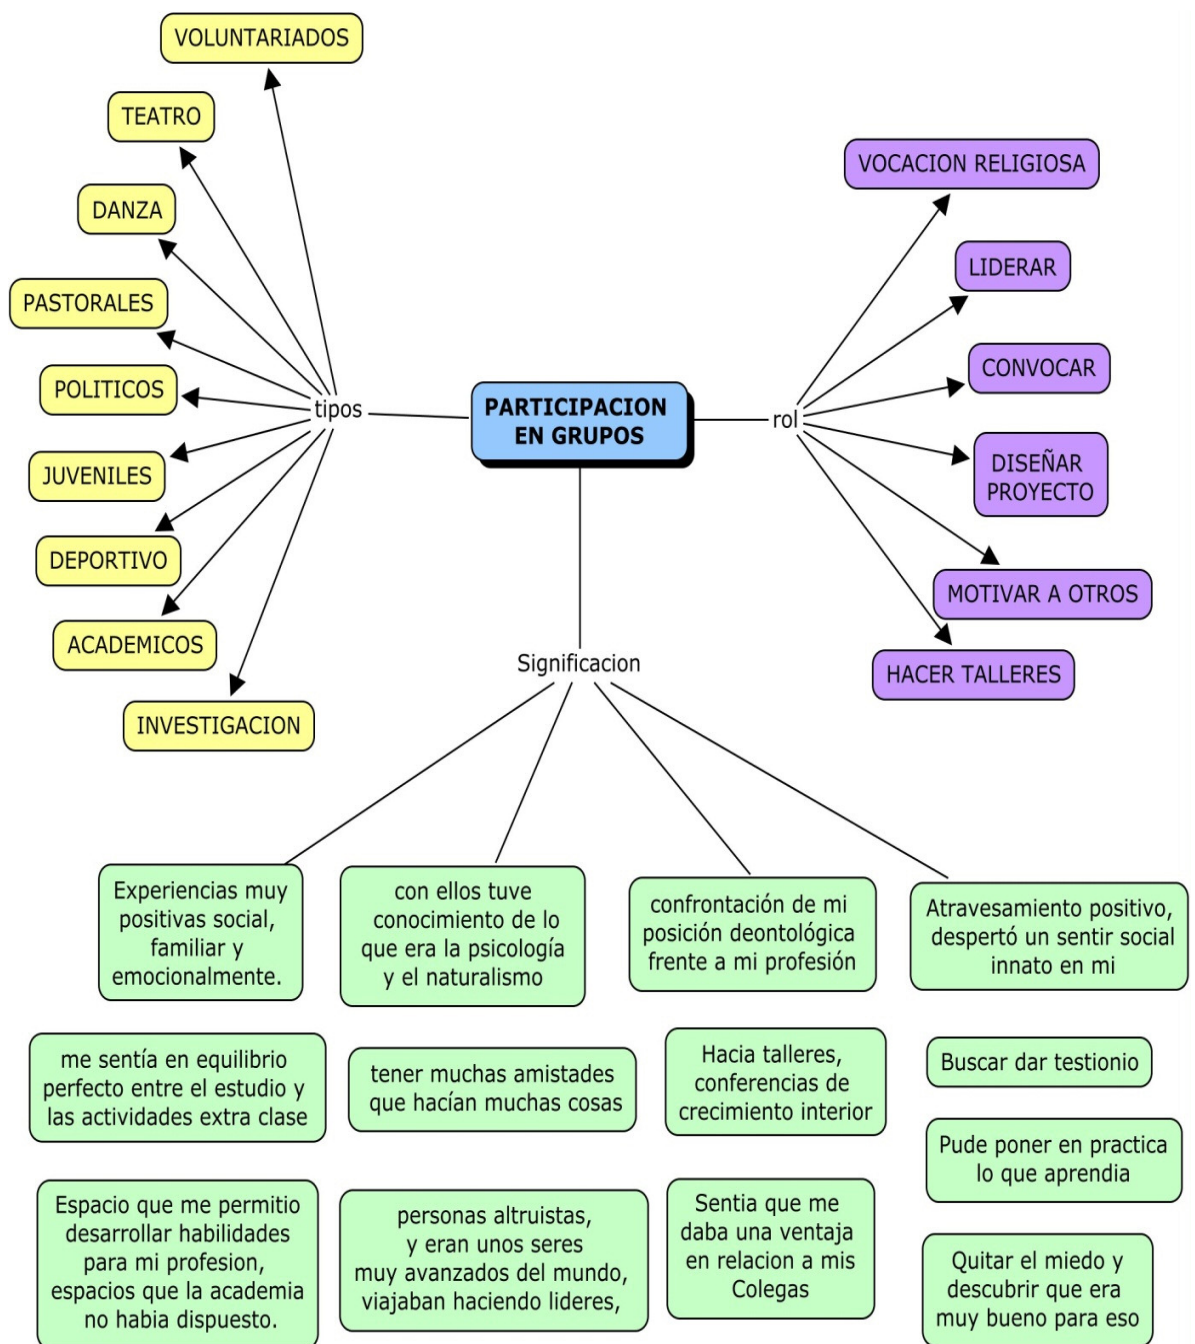 VOLUNTARIADOS
TEATRO
DANZA
PASTORALES
POLITICOS
JUVENILES
DEPORTIVO
ACADEMICOS
INVESTIGACION
tipos
PARTICIPACION
EN GRUPOS
rol
VOCACION RELIGIOSA
LIDERAR
CONVOCAR
DISEÑAR
PROYECTO
MOTIVAR A OTROS
HACER TALLERES
Significacion
Experiencias muy
positivas social,
familiar y
emocionalmente.
con ellos tuve
conocimiento de lo
que era la psicología
y el naturalismo
confrontación de mi
posición deontológica
frente a mi profesión
Atravesamiento positivo,
despertó un sentir social
innato en mi
me sentía en equilibrio
perfecto entre el estudio y
las actividades extra clase
tener muchas amistades
que hacían muchas cosas
Hacia talleres,
conferencias de
crecimiento interior
Buscar dar testionio
Pude poner en practica
lo que aprendia
Espacio que me permitio
desarrollar habilidades
para mi profesion,
espacios que la academia
no habia dispuesto.
personas altruistas,
y eran unos seres
muy avanzados del mundo,
viajaban haciendo lideres,
Sentia que me
daba una ventaja
en relacion a mis
Colegas
Quitar el miedo y
descubrir que era
muy bueno para eso